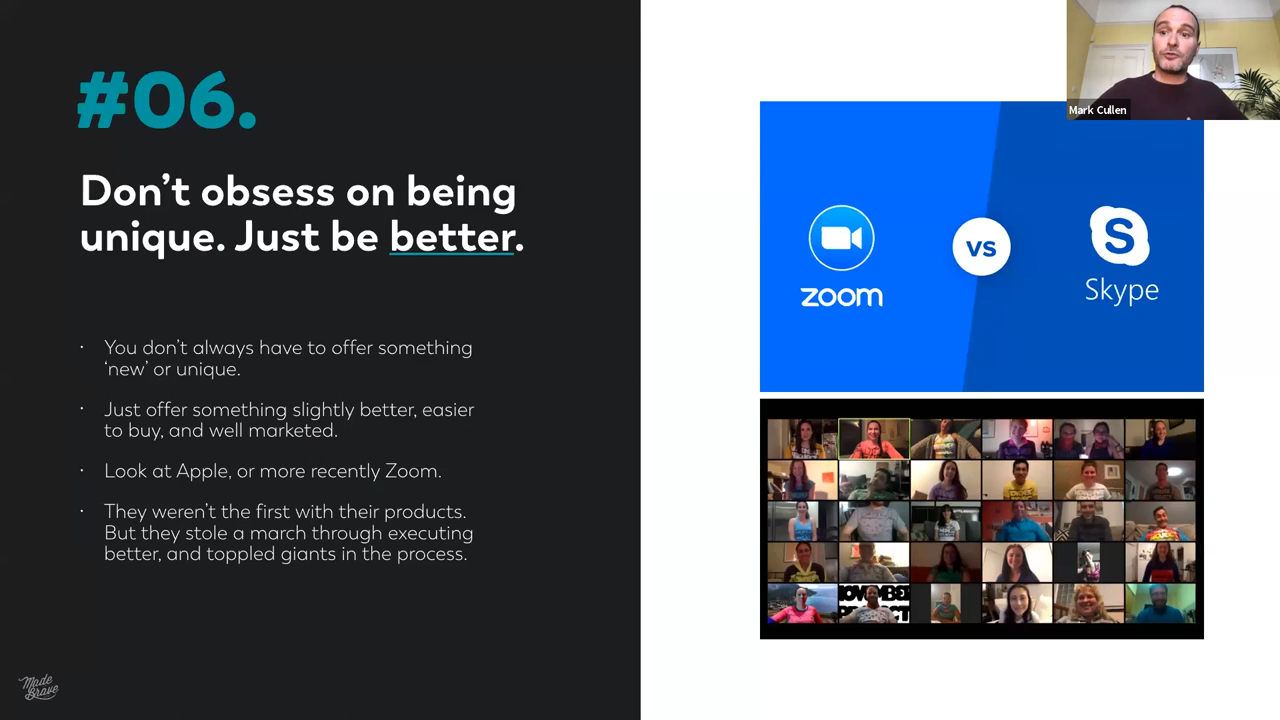 #06.
Don’t obsess on being
unique. Just be better.
· You don’t always have to offer something
‘new’ or unique.
· Just offer something slightly better, easier
to buy, and well marketed.
· Look at Apple, or more recently Zoom.
· They weren’t the first with their products.
But they stole a march through executing
better, and toppled giants in the process.
Made
Brave
Mark Cullen
zoom
vs
S
Skype